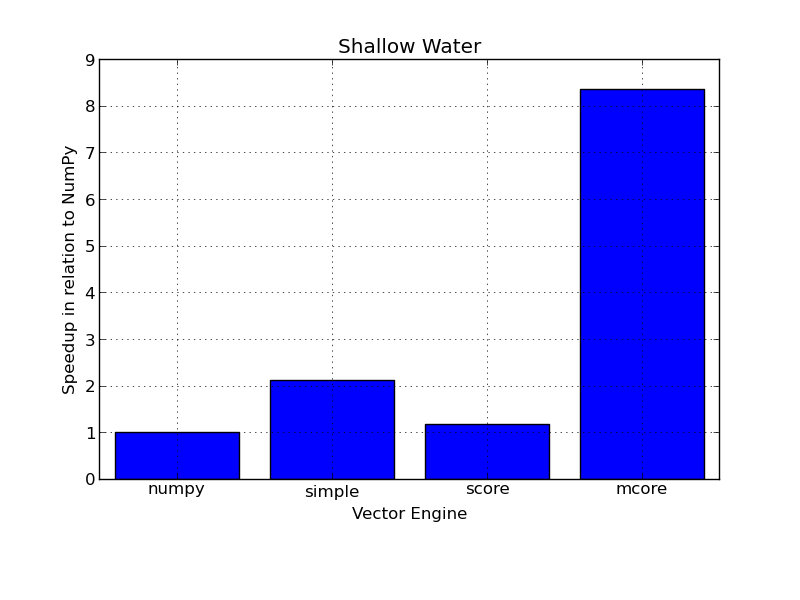 Shallow Water
Speedup in relation to NumPy
9
8
7
6
5
4
3
2
1
0
numpy simple score mcore
Vector Engine